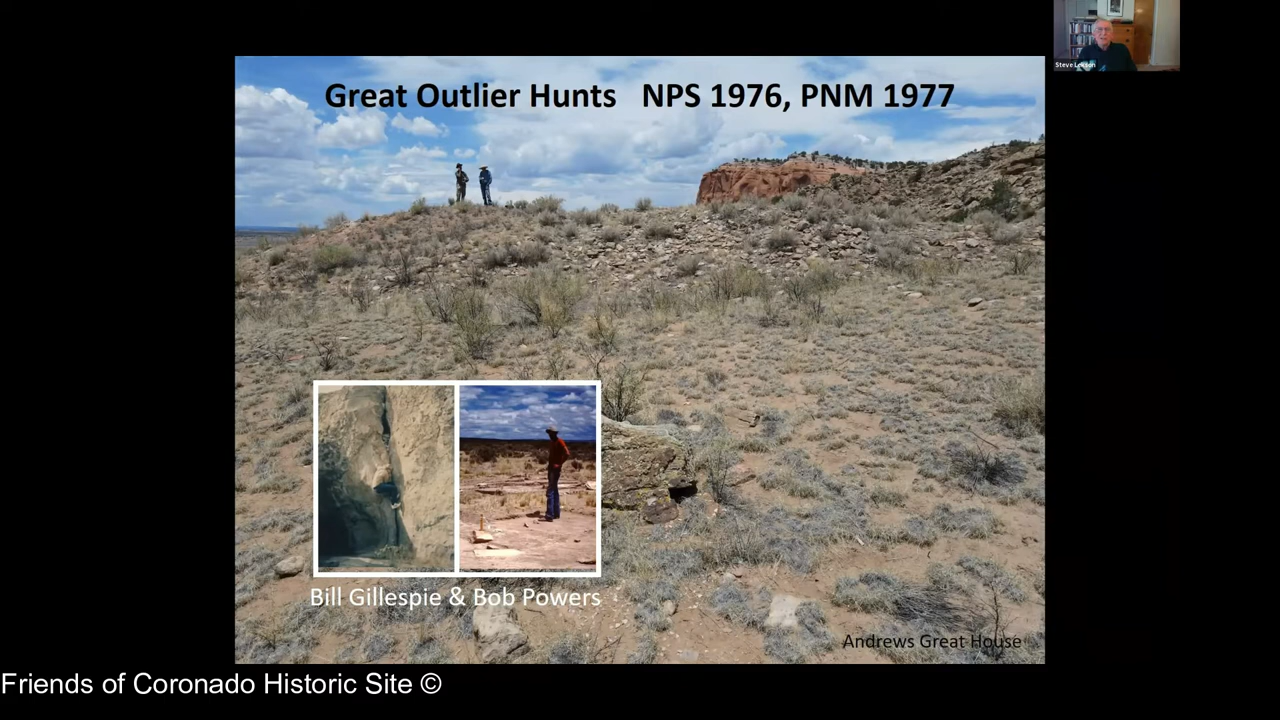 Great Outlier Hunts NPS 1976, PNM 1977
Steve Lekson
Bill Gillespie & Bob Powers
Andrews Great House
Friends of Coronado Historic Site ©